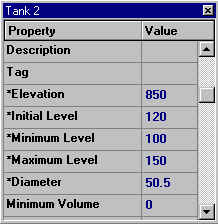 Tank 2
Property Value
Description
Tag
*Elevation 850
*Initial Level 120
*Minimum Level 100
*Maximum Level 150
*Diameter 50.5
Minimum Volume 0